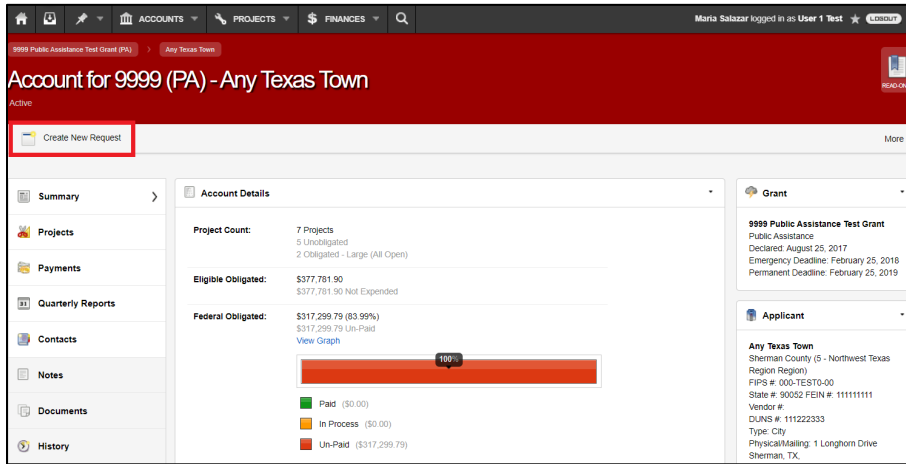 ACCOUNTS PROJECTS $ FINANCES Maria Salazar logged in as User 1 Test LOGOUT
9999 Public Assistance Test Grant (PA) > Any Texas Town
Account for 9999 (PA) - Any Texas Town
Active
READ-ON
Create New Request
More
Summary
Projects
Payments
31 Quarterly Reports
Contacts
Notes
Documents
History
Account Details
Project Count: 7 Projects
5 Unobligated
2 Obligated - Large (All Open)
Eligible Obligated: $377,781.90
$377,781.90 Not Expended
Federal Obligated: $317,299.79 (83.99%)
$317,299.79 Un-Paid
View Graph
100%
Paid ($0.00)
In Process ($0.00)
Un-Paid ($317,299.79)
Grant
9999 Public Assistance Test Grant
Public Assistance
Declared: August 25, 2017
Emergency Deadline: February 25, 2018
Permanent Deadline: February 25, 2019
Applicant
Any Texas Town
Sherman County (5 - Northwest Texas
Region Region)
FIPS #: 000-TEST0-00
State #: 90052 FEIN #: 111111111
Vendor #:
DUNS #: 111222333
Type: City
Physical/Mailing: 1 Longhorn Drive
Sherman, TX,